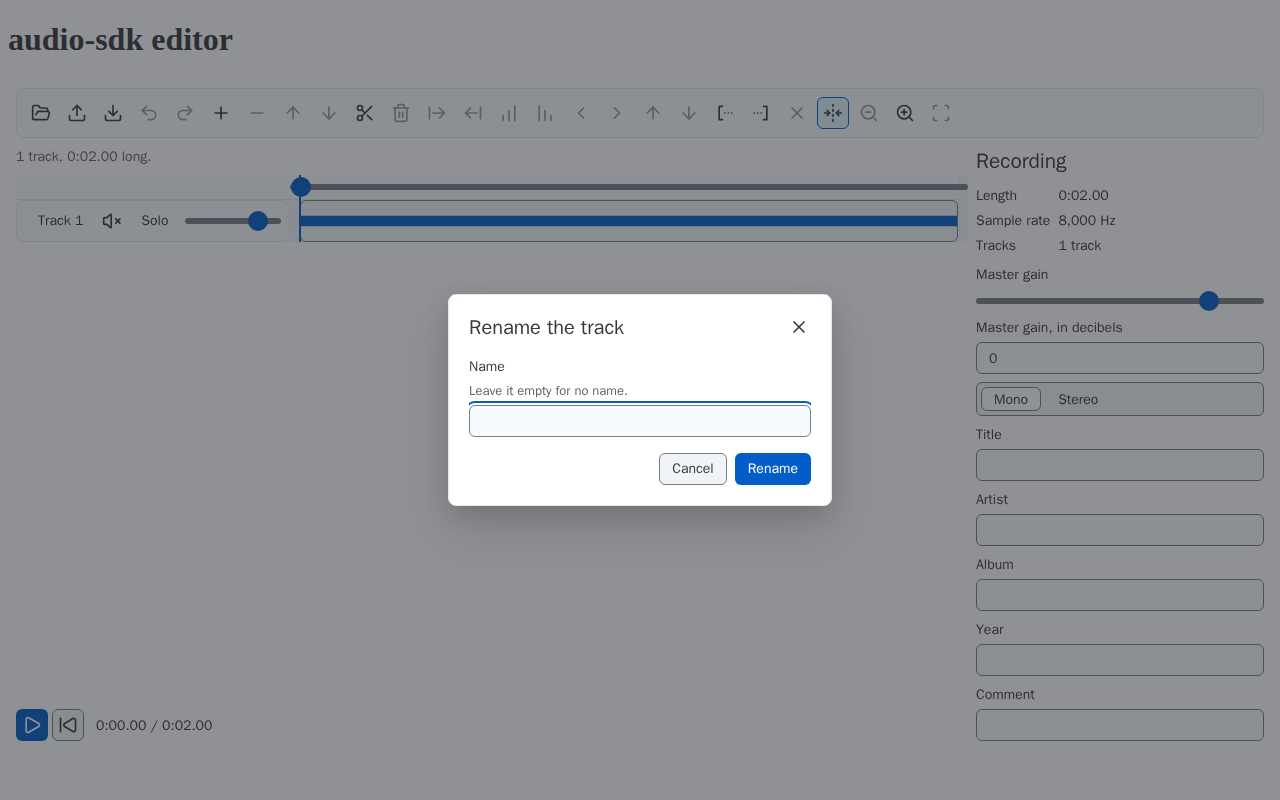 audio-sdk editor
1 track, 0:02.00 long.
Track 1
Solo
Recording
Length 0:02.00
Sample rate 8,000 Hz
Tracks 1 track
Master gain
Master gain, in decibels
0
Mono Stereo
Title
Artist
Album
Year
Comment
Rename the track
Name
Leave it empty for no name.
Cancel Rename
0:00.00 / 0:02.00